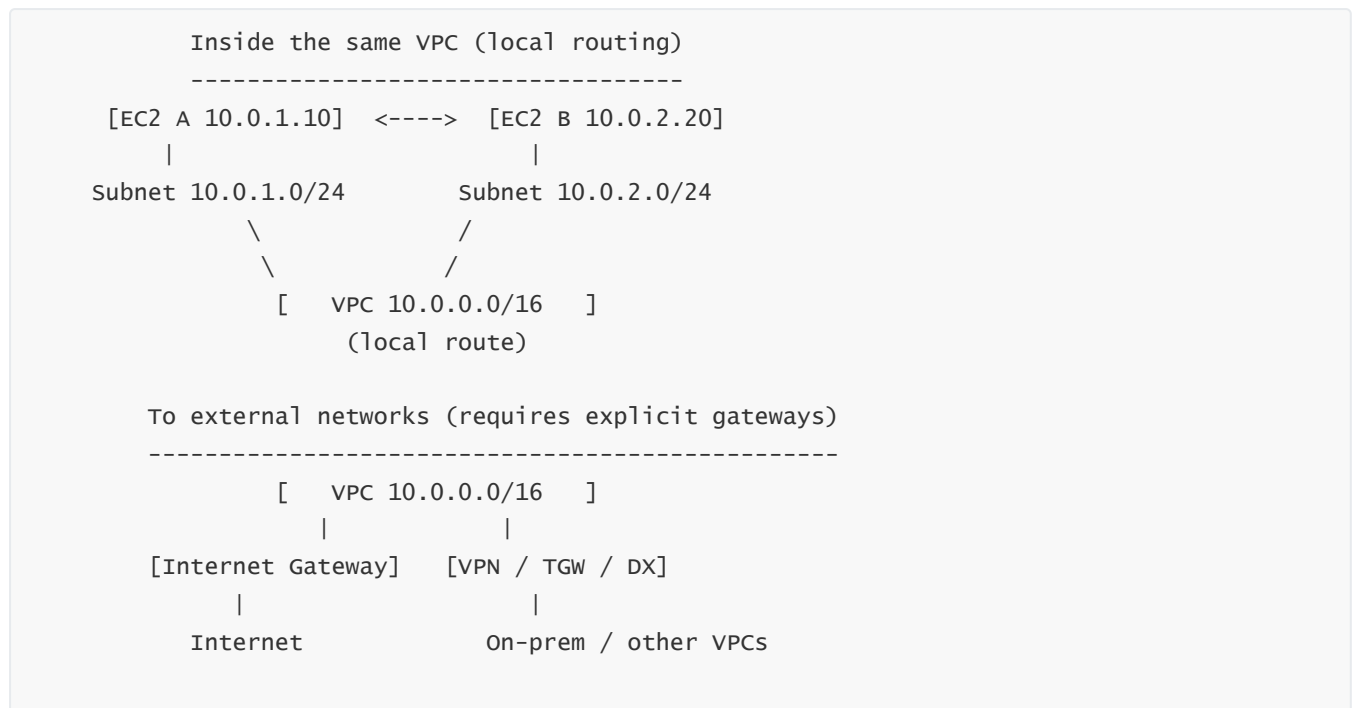 Inside the same VPC (local routing)
-----------------------------------
[EC2 A 10.0.1.10]  <---->  [EC2 B 10.0.2.20]
|                         |
Subnet 10.0.1.0/24        Subnet 10.0.2.0/24
\              /
\            /
[   VPC 10.0.0.0/16   ]
(local route)
To external networks (requires explicit gateways)
-------------------------------------------------
[   VPC 10.0.0.0/16   ]
|            |
[Internet Gateway]   [VPN / TGW / DX]
|                    |
Internet             On-prem / other VPCs